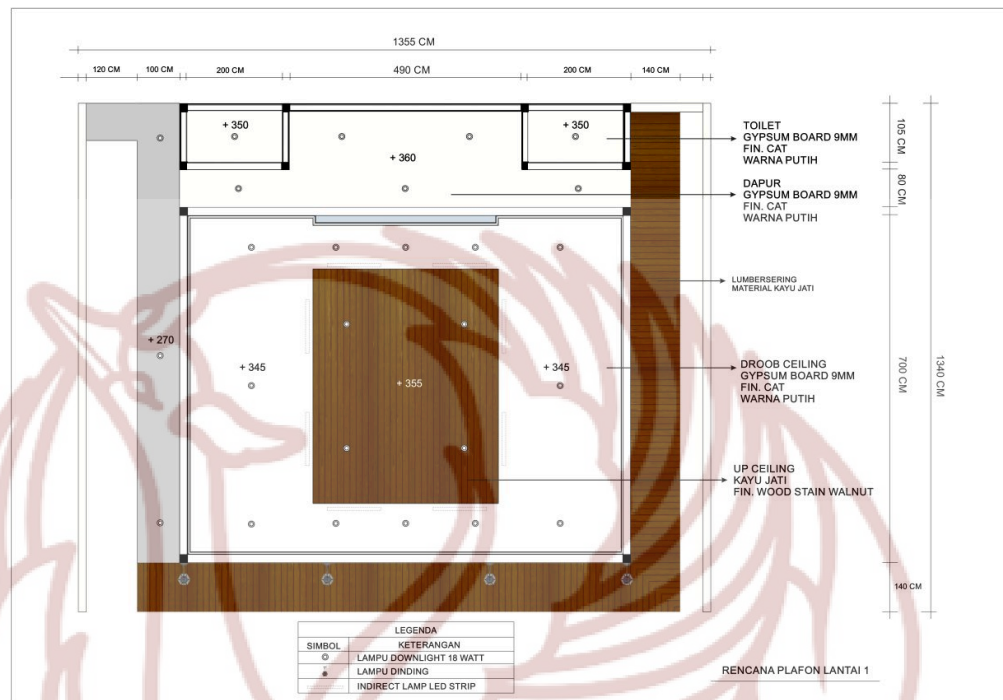 1355 CM
120 CM 100 CM 200 CM 490 CM 200 CM 140 CM
+ 350
+ 350
+ 360
TOILET
GYPSUM BOARD 9MM
FIN. CAT
WARNA PUTIH
105 CM
DAPUR
GYPSUM BOARD 9MM
FIN. CAT
WARNA PUTIH
80 CM
LUMBERSERING
MATERIAL KAYU JATI
+ 270
+ 345
+ 355
+ 345
DROOB CEILING
GYPSUM BOARD 9MM
FIN. CAT
WARNA PUTIH
700 CM
1340 CM
UP CEILING
KAYU JATI
FIN. WOOD STAIN WALNUT
140 CM
LEGENDA
SIMBOL KETERANGAN
LAMPU DOWNLIGHT 18 WATT
LAMPU DINDING
INDIRECT LAMP LED STRIP
RENCANA PLAFON LANTAI 1